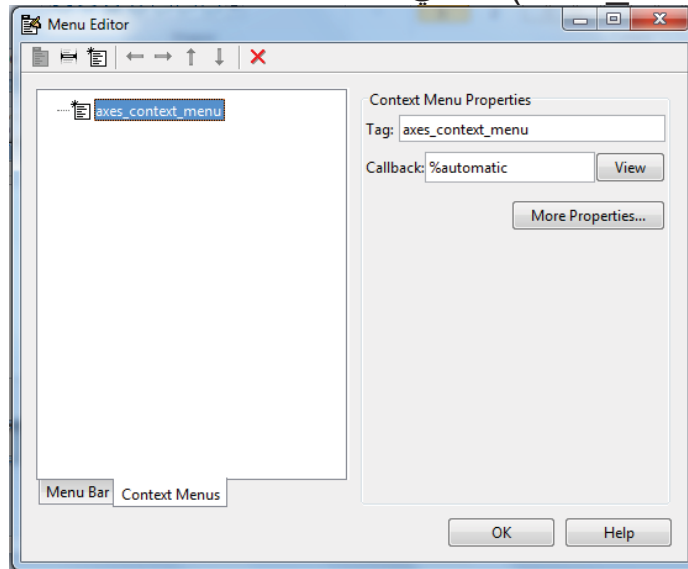 Menu Editor
axes_context_menu
Context Menu Properties
Tag: axes_context_menu
Callback: %automatic View
More Properties...
Menu Bar Context Menus
OK Help